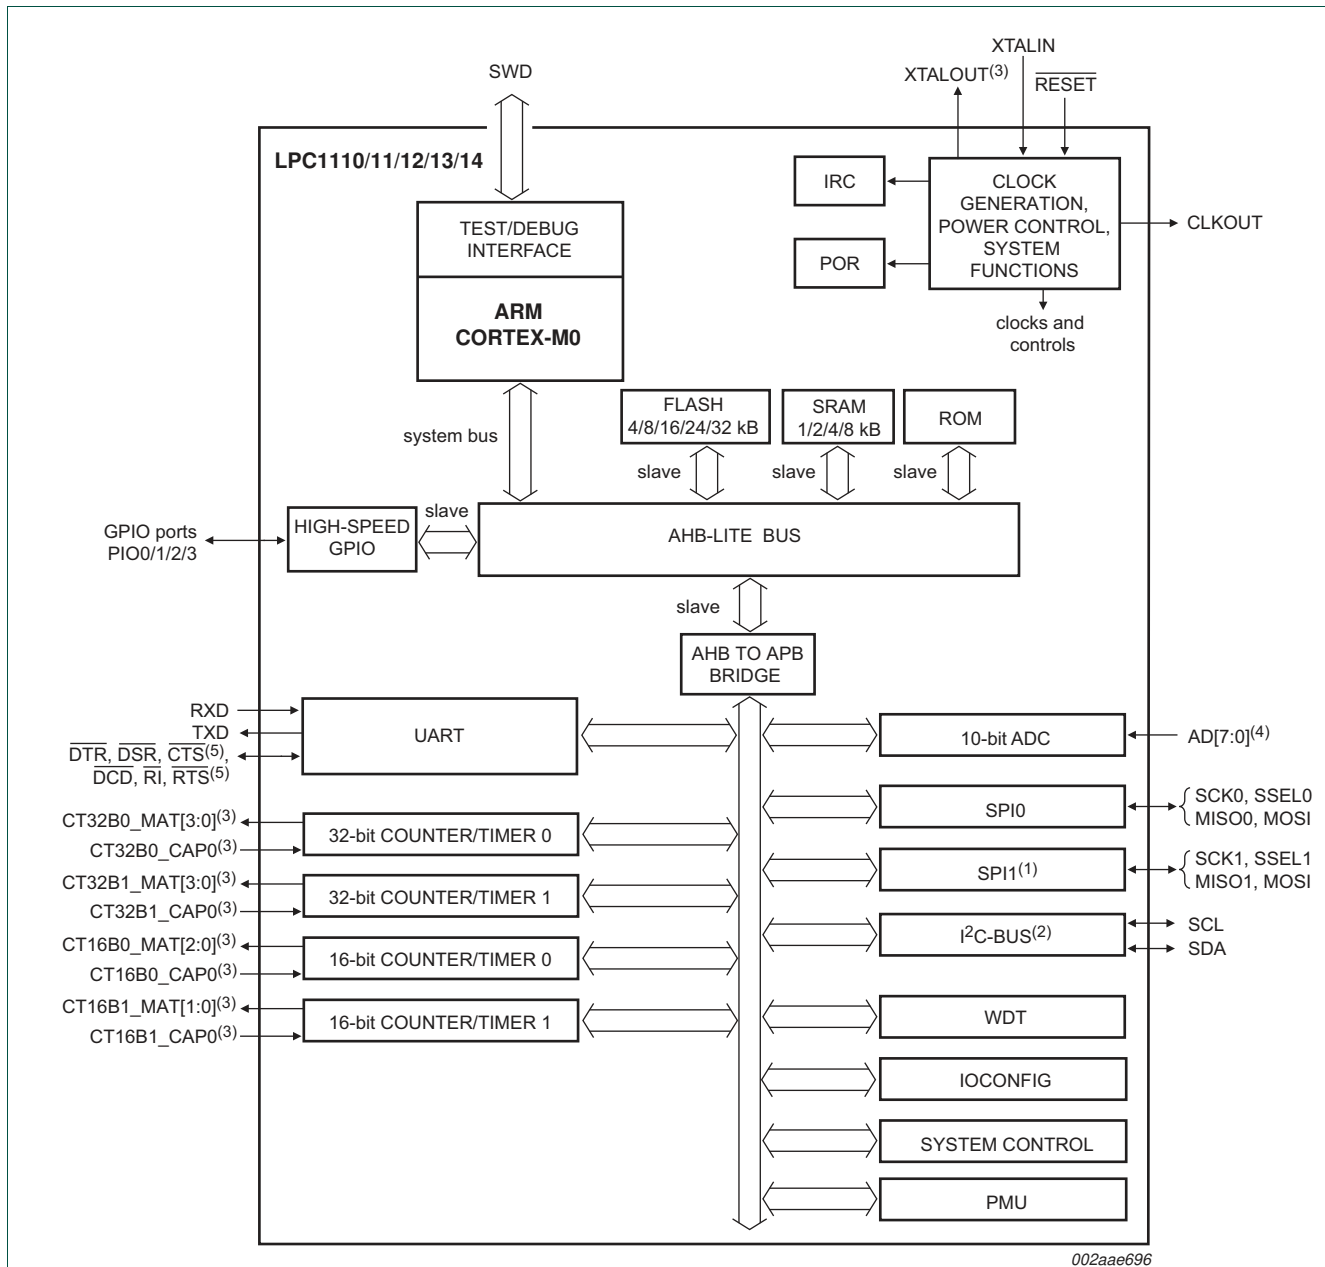 XTALIN
XTALOUT(3)
RESET
SWD
LPC1110/11/12/13/14
IRC
CLOCK
GENERATION,
POWER CONTROL,
SYSTEM
FUNCTIONS
CLKOUT
POR
TEST/DEBUG
INTERFACE
ARM
CORTEX-M0
clocks and
controls
system bus
FLASH
4/8/16/24/32 kB
SRAM
1/2/4/8 kB
ROM
slave
slave
slave
slave
GPIO ports
PIO0/1/2/3
HIGH-SPEED
GPIO
AHB-LITE BUS
slave
AHB TO APB
BRIDGE
RXD
TXD
DTR, DSR, CTS(5),
DCD, RI, RTS(5)
UART
10-bit ADC
AD[7:0](4)
CT32B0_MAT[3:0](3)
CT32B0_CAP0(3)
32-bit COUNTER/TIMER 0
SPI0
SCK0, SSEL0
MISO0, MOSI
CT32B1_MAT[3:0](3)
CT32B1_CAP0(3)
32-bit COUNTER/TIMER 1
SPI1(1)
SCK1, SSEL1
MISO1, MOSI
CT16B0_MAT[2:0](3)
CT16B0_CAP0(3)
16-bit COUNTER/TIMER 0
I2C-BUS(2)
SCL
SDA
CT16B1_MAT[1:0](3)
CT16B1_CAP0(3)
16-bit COUNTER/TIMER 1
WDT
IOCONFIG
SYSTEM CONTROL
PMU
002aae696